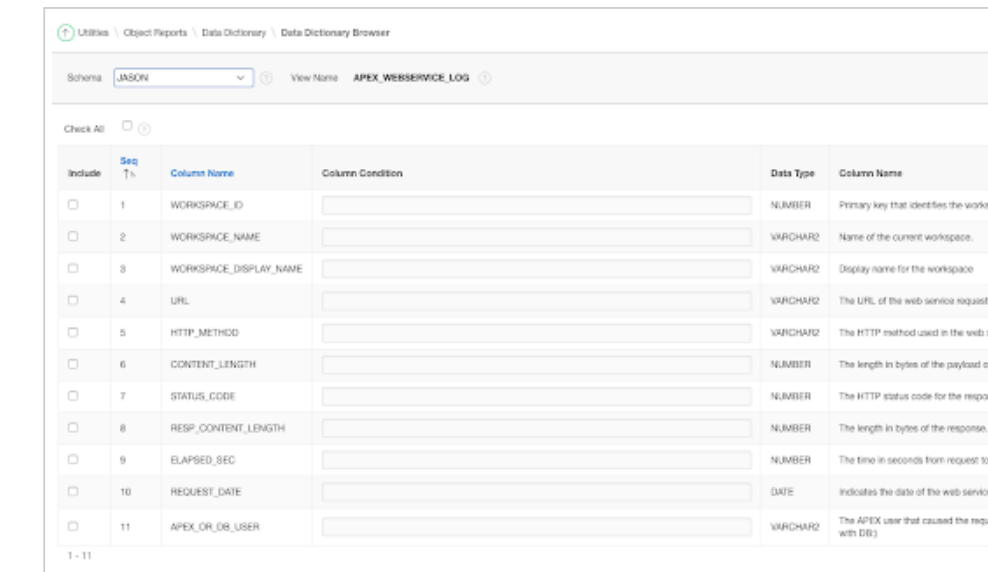 Utilities \ Object Reports \ Data Dictionary \ Data Dictionary Browser
Schema JASON View Name APEX_WEBSERVICE_LOG
Check All
Include Seq Column Name Column Condition Data Type Column Name
1 WORKSPACE_ID NUMBER Primary key that identifies the works
2 WORKSPACE_NAME VARCHAR2 Name of the current workspace.
3 WORKSPACE_DISPLAY_NAME VARCHAR2 Display name for the workspace
4 URL VARCHAR2 The URL of the web service request
5 HTTP_METHOD VARCHAR2 The HTTP method used in the web
6 CONTENT_LENGTH NUMBER The length in bytes of the payload
7 STATUS_CODE NUMBER The HTTP status code for the respo
8 RESP_CONTENT_LENGTH NUMBER The length in bytes of the response.
9 ELAPSED_SEC NUMBER The time in seconds from request to
10 REQUEST_DATE DATE Indicates the date of the web servic
11 APEX_OR_DB_USER VARCHAR2 The APEX user that caused the requ
with DB:)
1 - 11